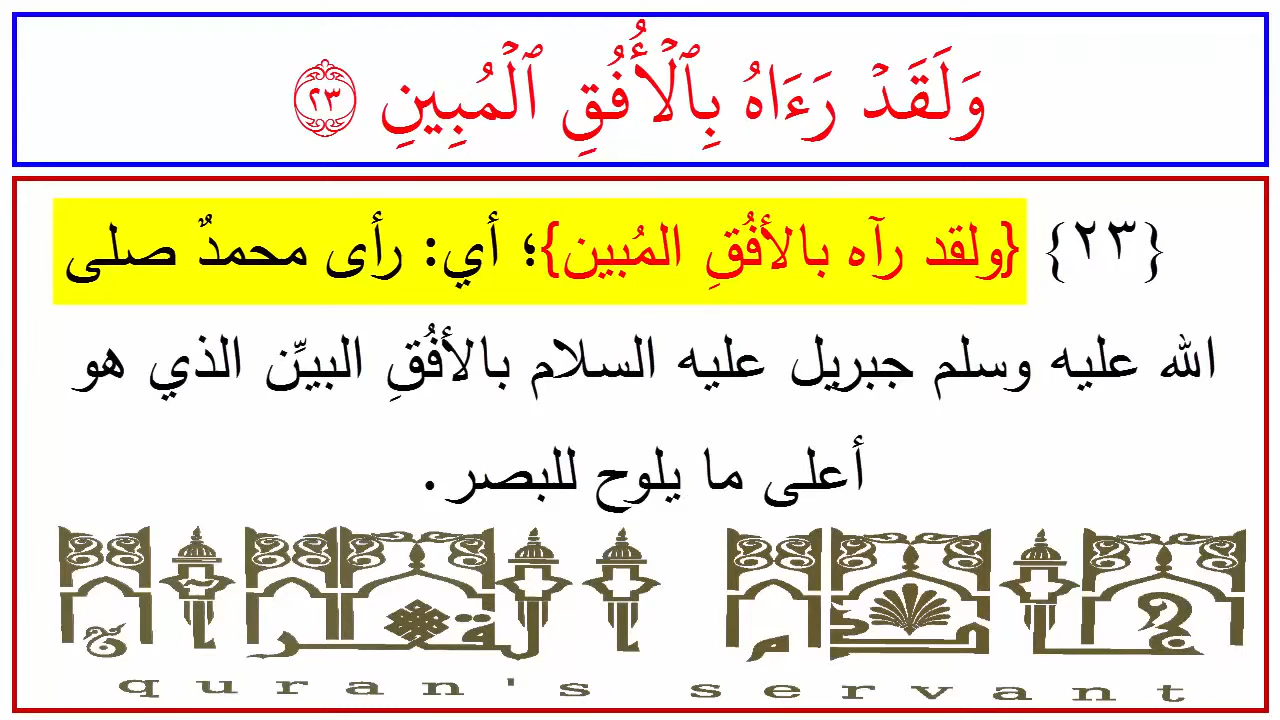 وَلَقَدۡ رَءَاهُ بِٱلۡأُفُقِ ٱلۡمُبِينِ ٢٣
{٢٣} {ولقد رآه بالأفُقِ المُبين}؛ أي: رأى محمدٌ صلى
الله عليه وسلم جبريل عليه السلام بالأفُقِ البيِّن الذي هو
أعلى ما يلوح للبصر.
quran's servant